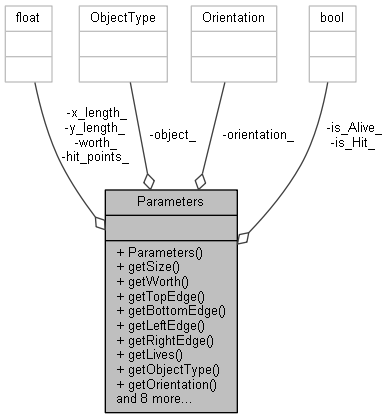 float
ObjectType
Orientation
bool
-x_length_
-y_length_
-worth_
-hit_points_
-object_
-orientation_
-is_Alive_
-is_Hit_
Parameters
+ Parameters()
+ getSize()
+ getWorth()
+ getTopEdge()
+ getBottomEdge()
+ getLeftEdge()
+ getRightEdge()
+ getLives()
+ getObjectType()
+ getOrientation()
and 8 more...